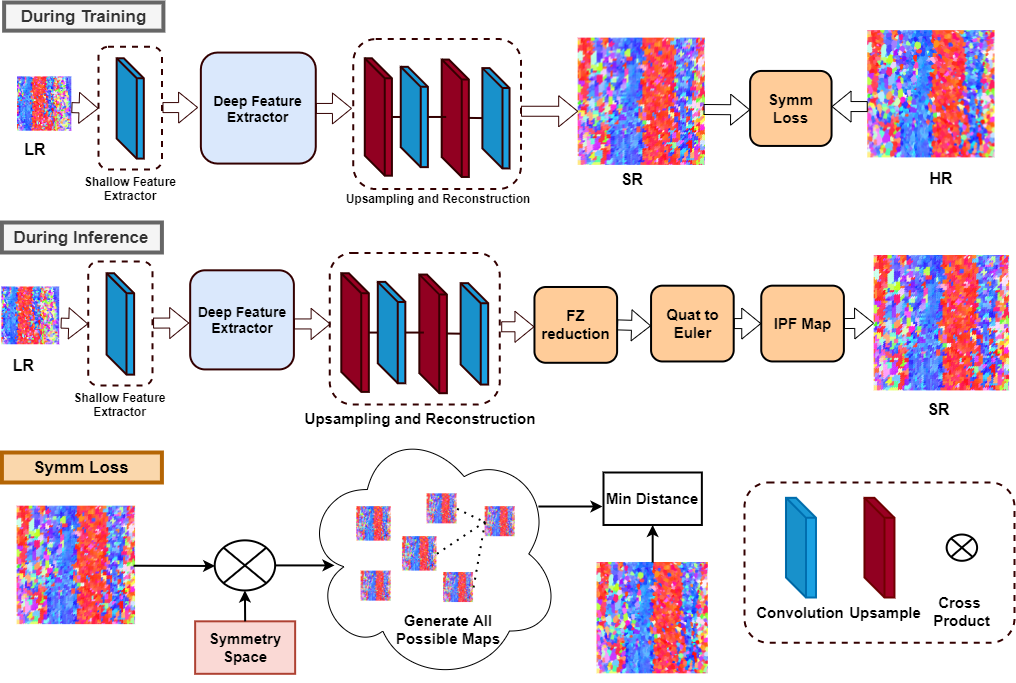 During Training
LR
Shallow Feature
Extractor
Deep Feature
Extractor
Upsampling and Reconstruction
SR
Symm
Loss
HR
During Inference
LR
Shallow Feature
Extractor
Deep Feature
Extractor
Upsampling and Reconstruction
FZ
reduction
Quat to
Euler
IPF Map
SR
Symm Loss
Symmetry
Space
Generate All
Possible Maps
Min Distance
Convolution
Upsample
Cross
Product